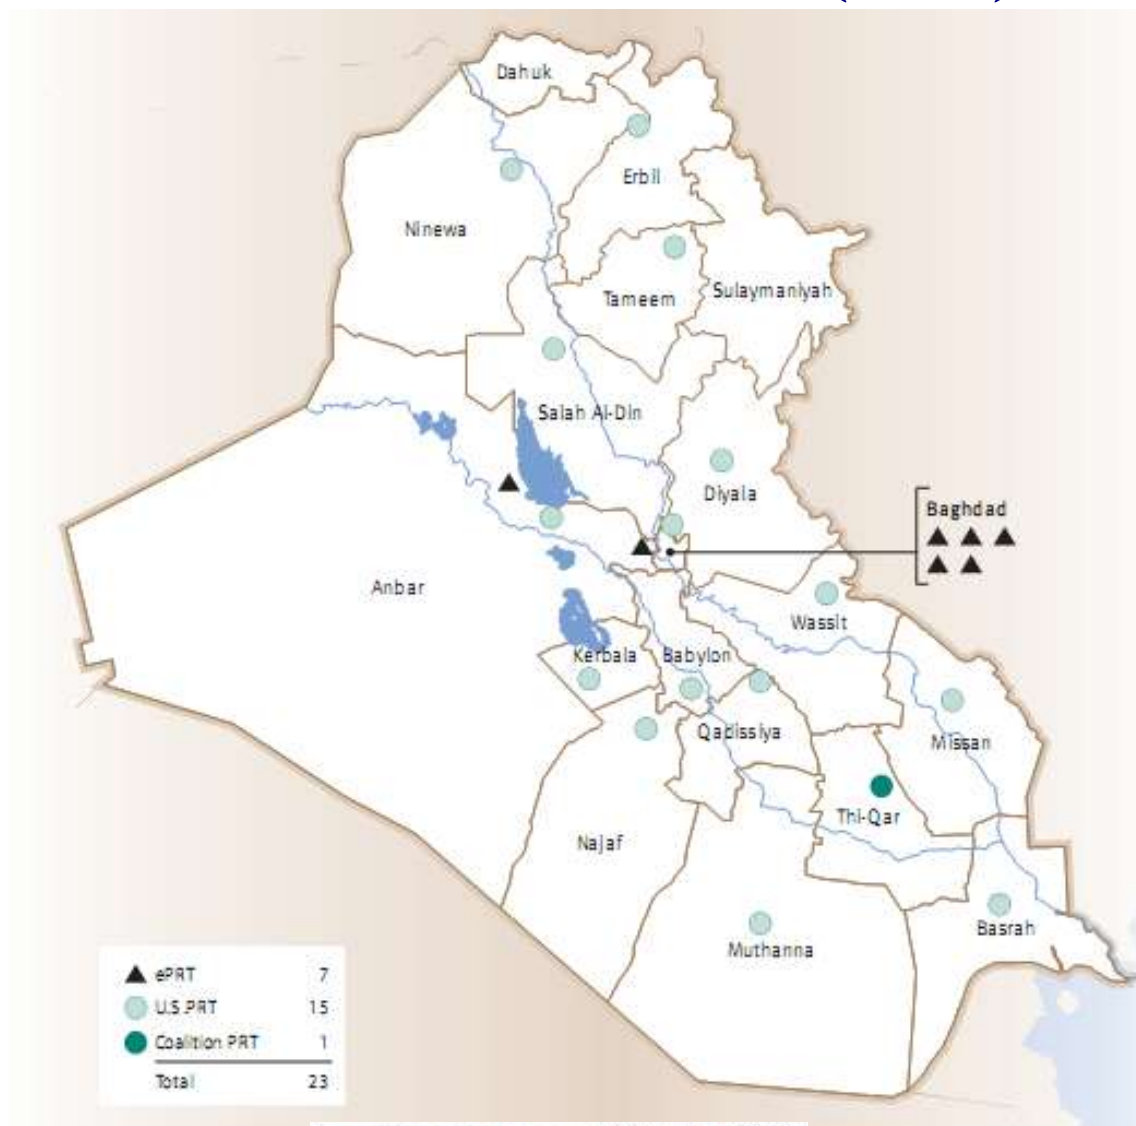 Dahuk
Erbil
Ninewa
Sulaymaniyah
Tameem
Salah Al-Din
Diyala
Baghdad
Anbar
Wassit
Kerbala
Babylon
Qadissiya
Missan
Thi-Qar
Najaf
Basrah
Muthanna
ePRT 7
U.S.PRT 15
Coalition PRT 1
Total 23